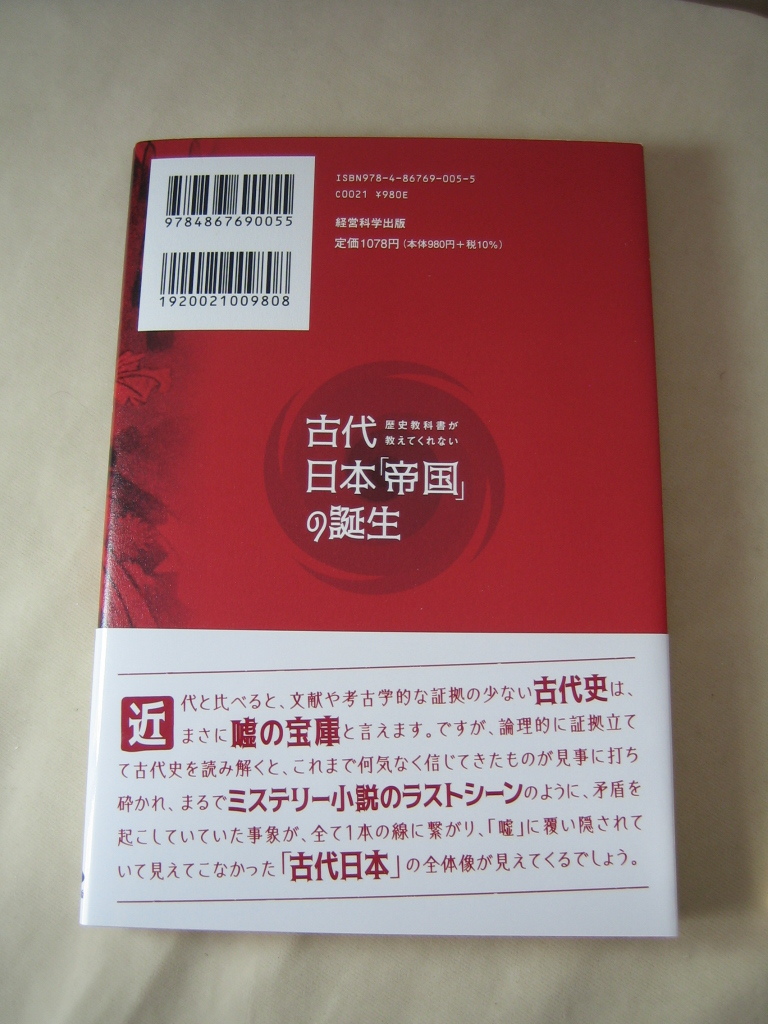 9784867690055
1920021009808
ISBN978-4-86769-005-5
C0021 ¥980E
経営科学出版
定価1078円(本体980円+税10%)
歴史教科書が
教えてくれない
古代
日本「帝国」
の誕生
近代と比べると、文献や考古学的な証拠の少ない古代史は、
まさに嘘の宝庫と言えます。ですが、論理的に証拠立て
て古代史を読み解くと、これまで何気なく信じてきたものが見事に打ち
砕かれ、まるでミステリー小説のラストシーンのように、矛盾を
起こしていていた事象が、全て1本の線に繋がり、「嘘」に覆い隠されて
いて見えてこなかった「古代日本」の全体像が見えてくるでしょう。